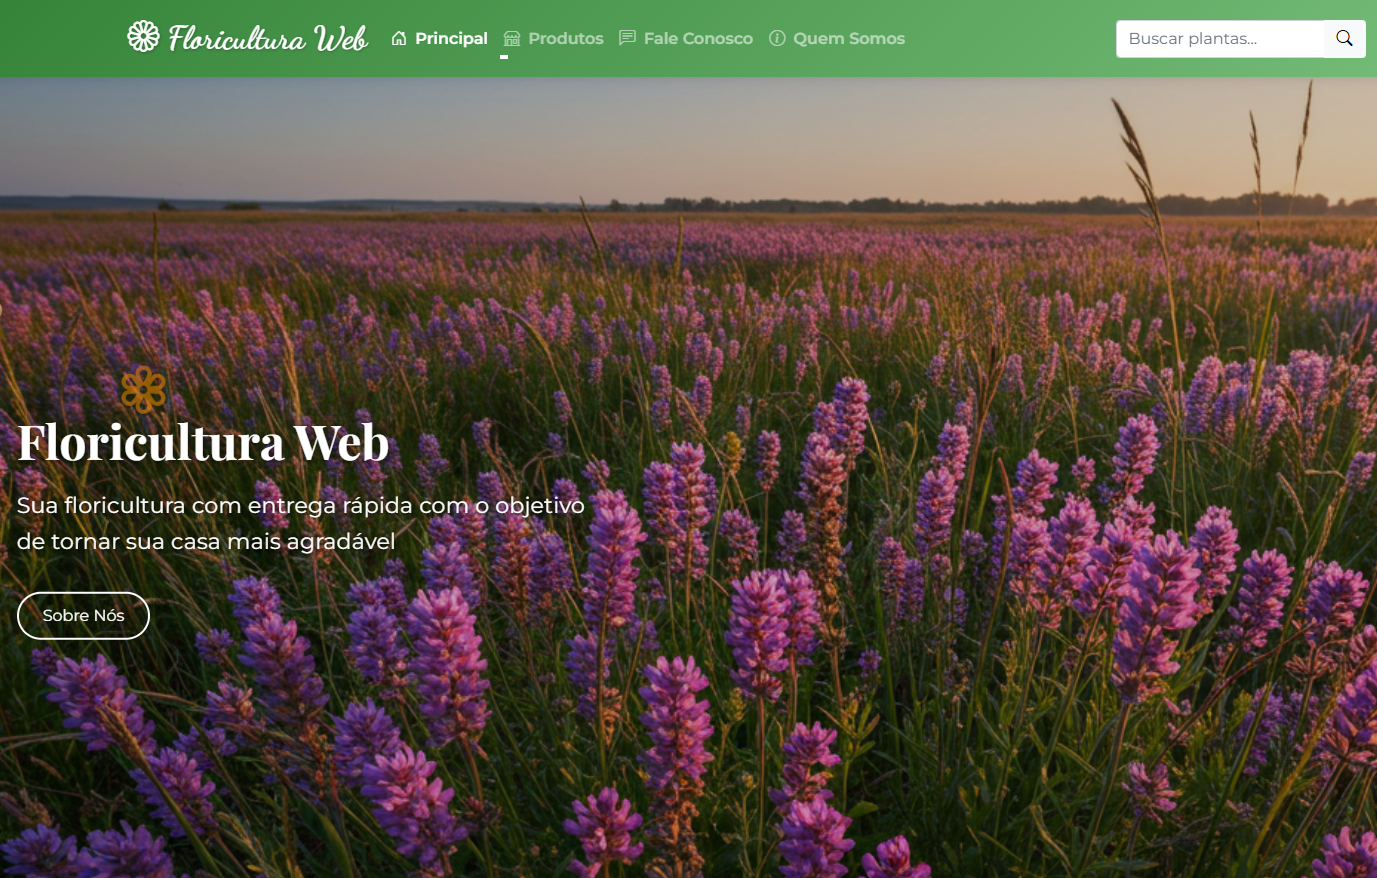 Floricultura Web
Principal
Produtos
Fale Conosco
Quem Somos
Buscar plantas...
Floricultura Web
Sua floricultura com entrega rápida com o objetivo
de tornar sua casa mais agradável
Sobre Nós